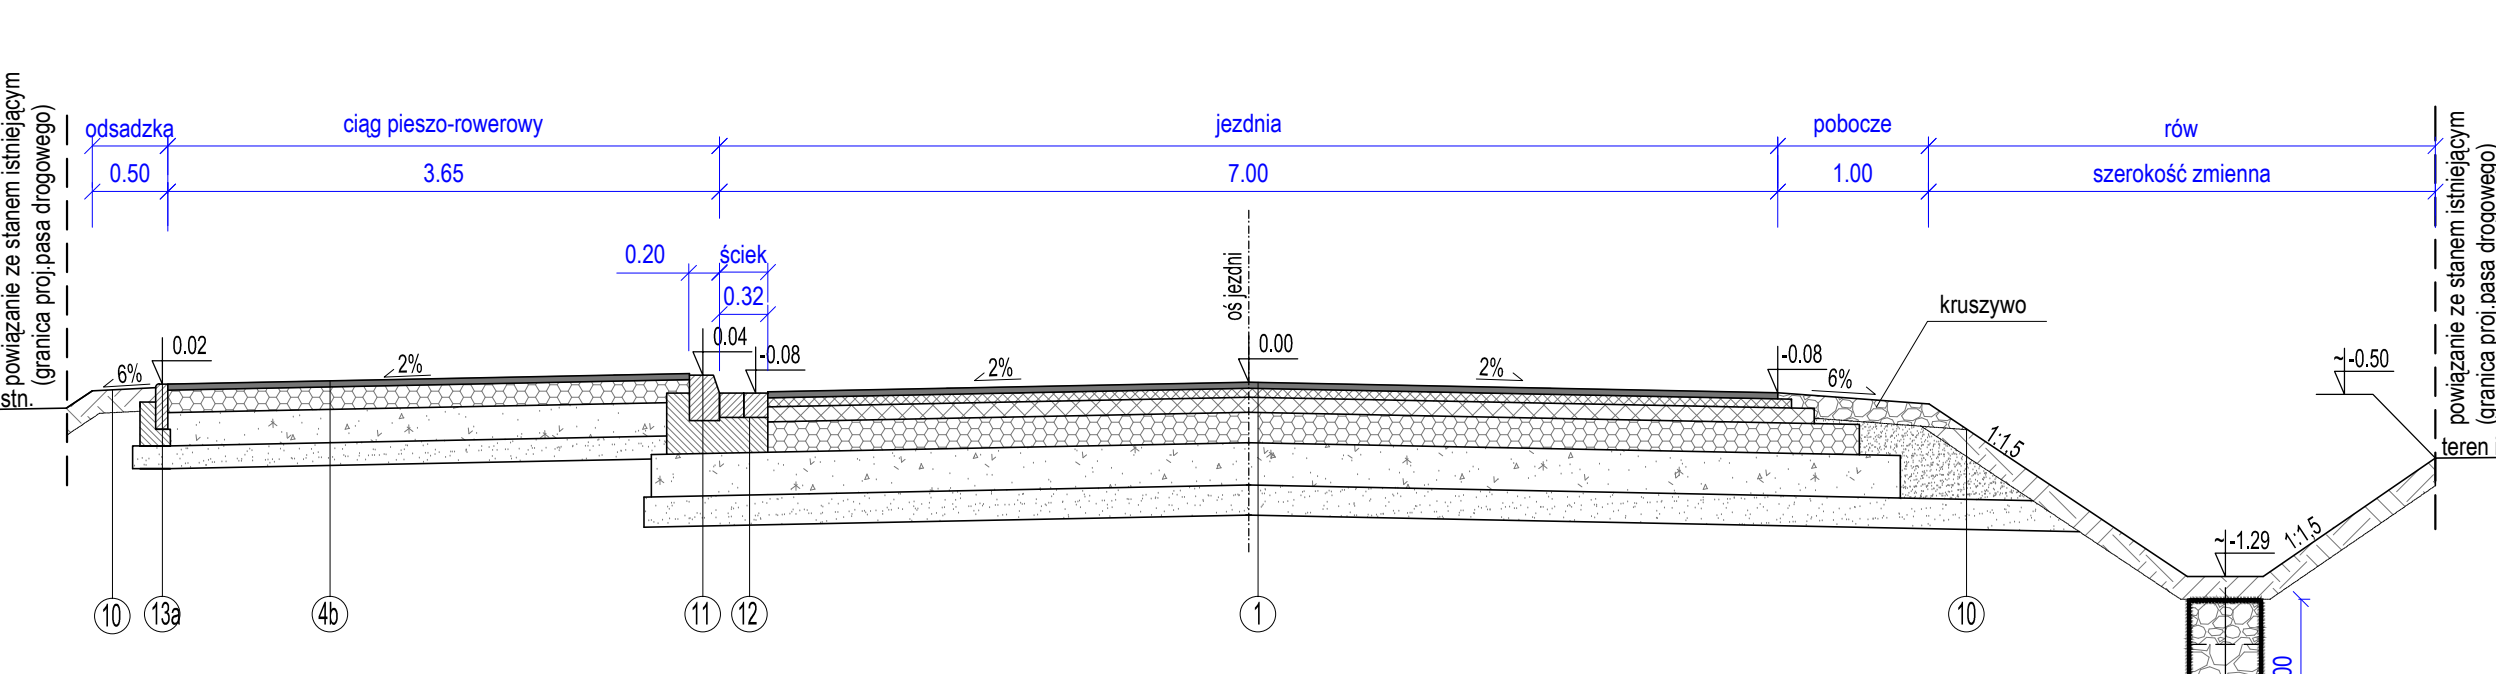 powiązanie ze stanem istniejącym
(granica proj.pasa drogowego)
stn.
odsadzka
ciąg pieszo-rowerowy
jezdnia
pobocze
rów
0.50
3.65
7.00
1.00
szerokość zmienna
0.20
ściek
0.32
oś jezdni
kruszywo
6%
0.02
2%
0.04
-0.08
2%
0.00
2%
-0.08
6%
1:1.5
~-0.50
~-1.29
1:1,5
teren i
powiązanie ze stanem istniejącym
(granica proj.pasa drogowego)
10
13a
4b
11
12
1
10
00